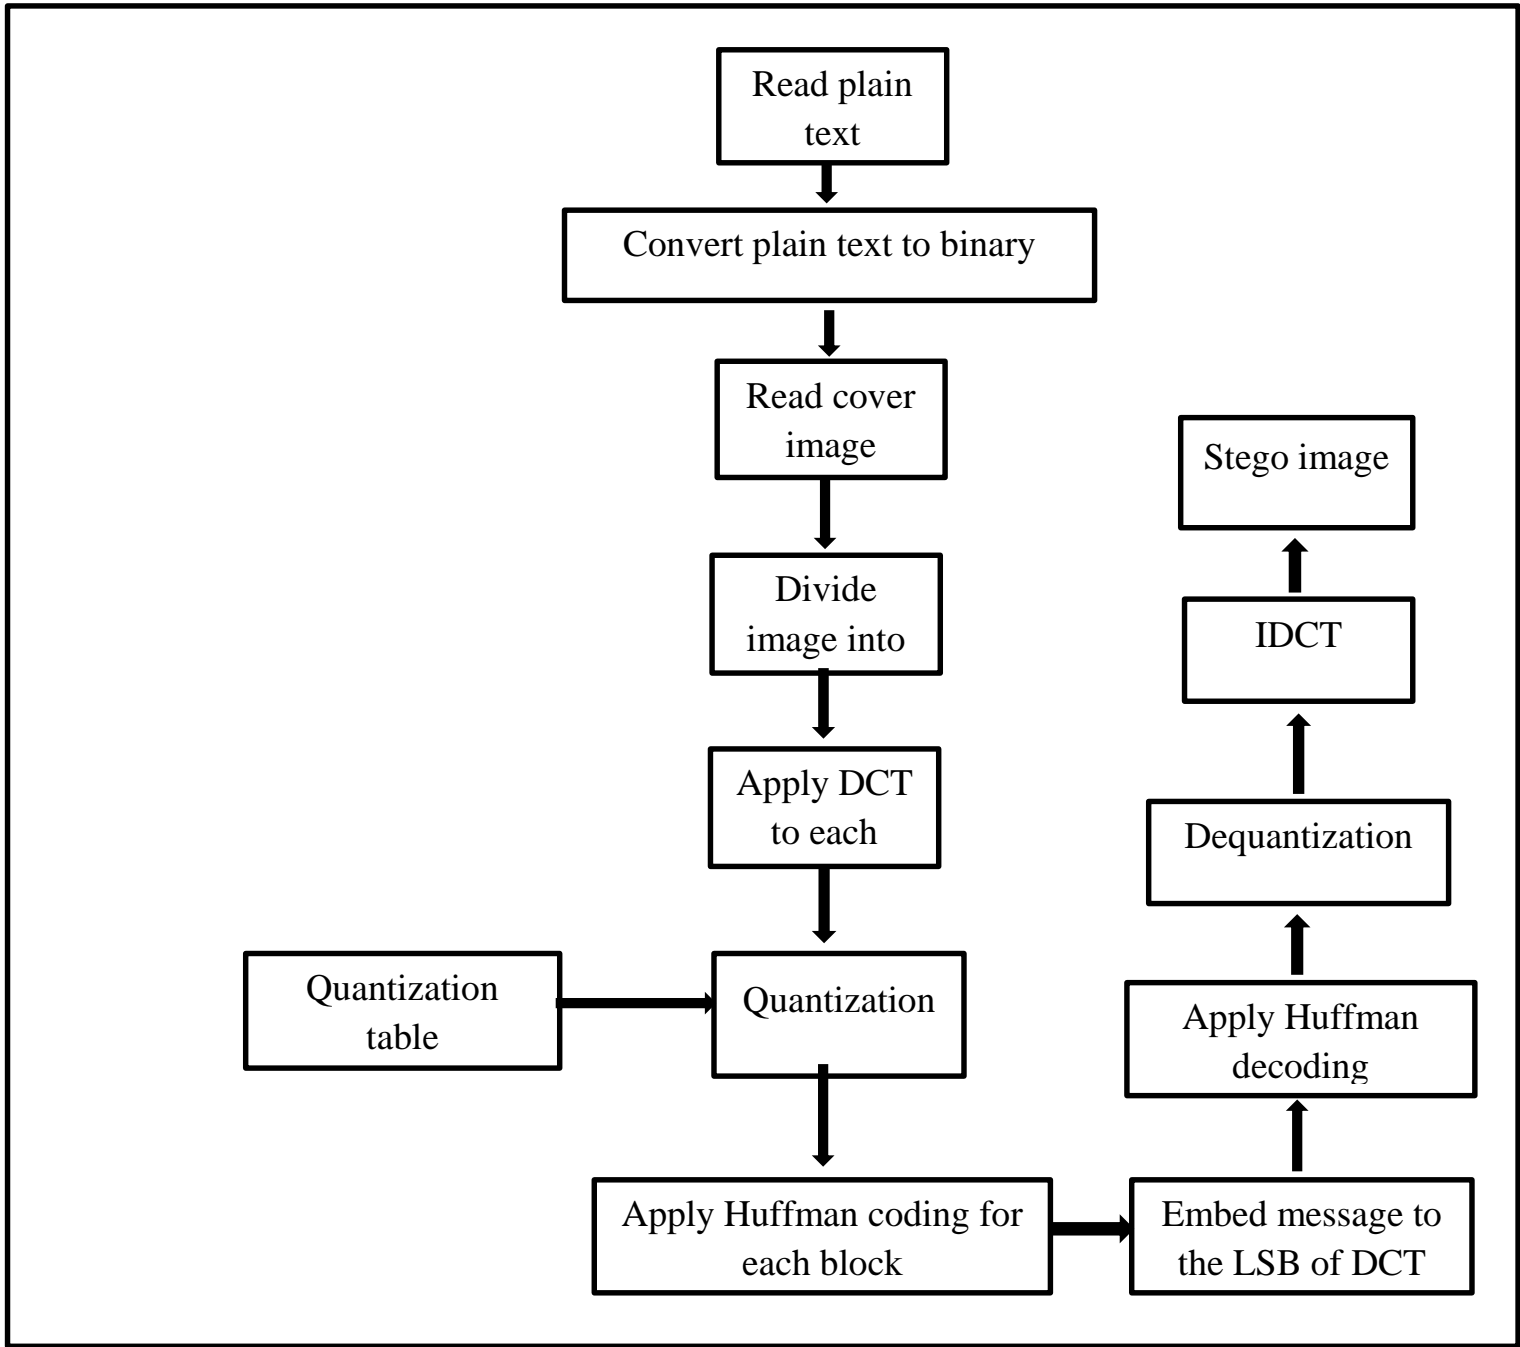 Read plain
text
Convert plain text to binary
Read cover
image
Divide
image into
Apply DCT
to each
Quantization
table
Quantization
Apply Huffman coding for
each block
Embed message to
the LSB of DCT
Apply Huffman
decoding
Dequantization
IDCT
Stego image